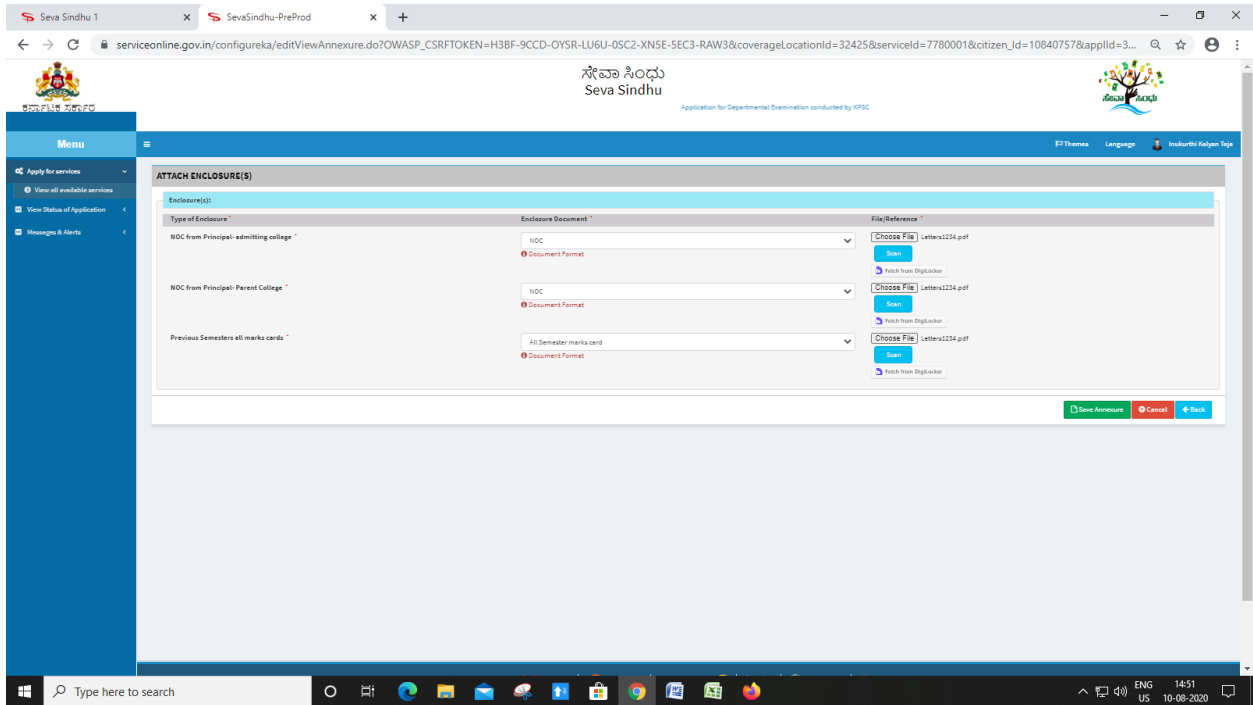 Seva Sindhu 1
SevaSindhu-PreProd
serviceonline.gov.in/configureka/editViewAnnexure.do?OWASP_CSRFTOKEN=H3BF-9CCD-OYSR-LU6U-0SC2-XN5E-5EC3-RAW3&coverageLocationId=32425&serviceId=7780001&citizen_Id=10840757&applId=3...
ಕರ್ನಾಟಕ ಸರ್ಕಾರ
ಸೇವಾ ಸಿಂಧು
Seva Sindhu
Application for Departmental Examination conducted by KPSC
ಸೇವಾ ಸಿಂಧು
Menu
Themes Language Inukurthi Kalyan Teja
Apply for services
View all available services
View Status of Application
Messages & Alerts
ATTACH ENCLOSURE(S)
Enclosure(s):
Type of Enclosure * Enclosure Document * File/Reference *
NOC from Principal- admitting college * NOC Choose File Letters1234.pdf
Document Format Scan
Fetch from DigiLocker
NOC from Principal- Parent College * NOC Choose File Letters1234.pdf
Document Format Scan
Fetch from DigiLocker
Previous Semesters all marks cards * All Semester marks card Choose File Letters1234.pdf
Document Format Scan
Fetch from DigiLocker
Save Annexure Cancel Back
Type here to search
ENG 14:51
US 10-08-2020